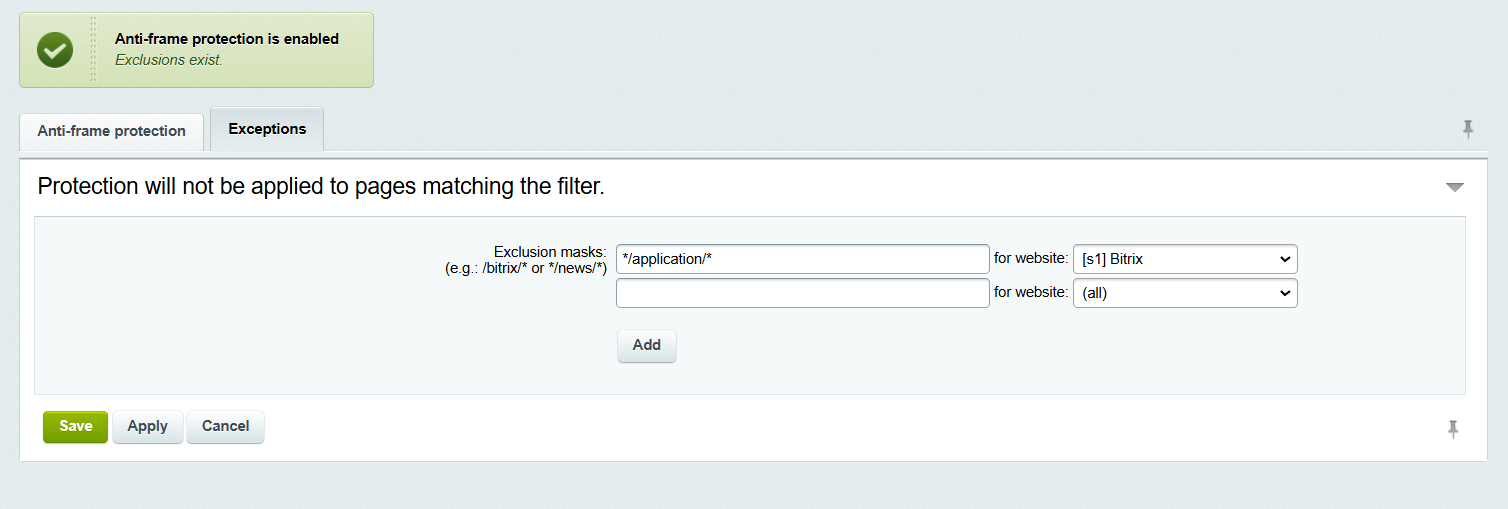 Anti-frame protection is enabled
Exclusions exist.
Anti-frame protection
Exceptions
Protection will not be applied to pages matching the filter.
Exclusion masks:
(e.g.: /bitrix/* or */news/*)
*/application/* for website: [s1] Bitrix
for website: (all)
Add
Save Apply Cancel